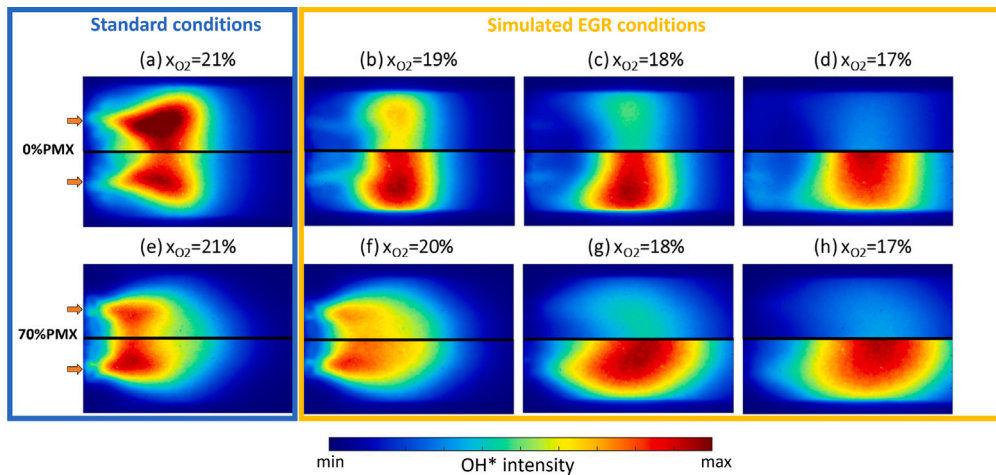 Standard conditions
Simulated EGR conditions
(a) xO2=21%
(b) xO2=19%
(c) xO2=18%
(d) xO2=17%
0%PMX
(e) xO2=21%
(f) xO2=20%
(g) xO2=18%
(h) xO2=17%
70%PMX
min
OH* intensity
max